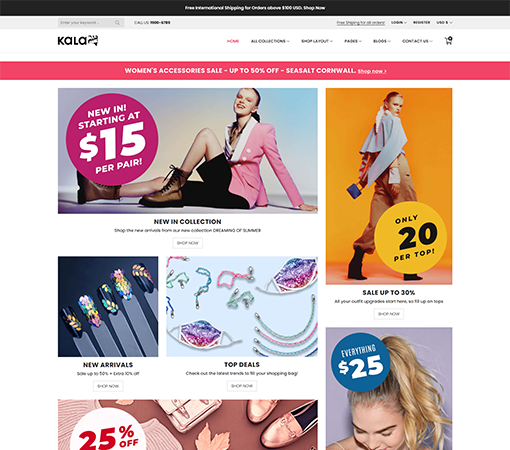 Free International Shipping for Orders above $100 USD. Shop Now
Enter your keyword...
CALL US 1900-6789
Free Shipping for all orders!
LOGIN
REGISTER
USD $
KALA
HOME
ALL COLLECTIONS
SHOP LAYOUT
PAGES
BLOGS
CONTACT US
0
WOMEN'S ACCESSORIES SALE - UP TO 50% OFF - SEASALT CORNWALL. Shop now >
NEW IN!
STARTING AT
$15
PER PAIR!
NEW IN COLLECTION
Shop the new arrivals from our new collection DREAMING OF SUMMER
SHOP NOW
ONLY
20
PER TOP!
SALE UP TO 30%
All your outfit upgrades start here, so fill up on tops
SHOP NOW
NEW ARRIVALS
Sale up to 50% + Extra 10% off
SHOP NOW
TOP DEALS
Check out the latest trends to fill your shopping bag!
SHOP NOW
EVERYTHING
$25
25% OFF